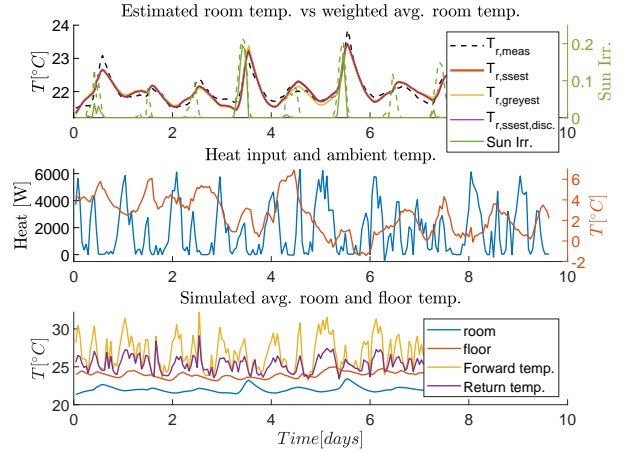 Estimated room temp. vs weighted avg. room temp.
24
23
22
T[°C]
0.2
0.1
0
Sun Irr.
T_r,meas
T_r,ssest
T_r,greyest
T_r,ssest,disc.
Sun Irr.
0 2 4 6 8 10
Heat input and ambient temp.
6000
4000
2000
0
Heat [W]
6
4
2
0
-2
T[°C]
0 2 4 6 8 10
Simulated avg. room and floor temp.
30
25
20
T[°C]
room
floor
Forward temp.
Return temp.
0 2 4 6 8 10
Time[days]